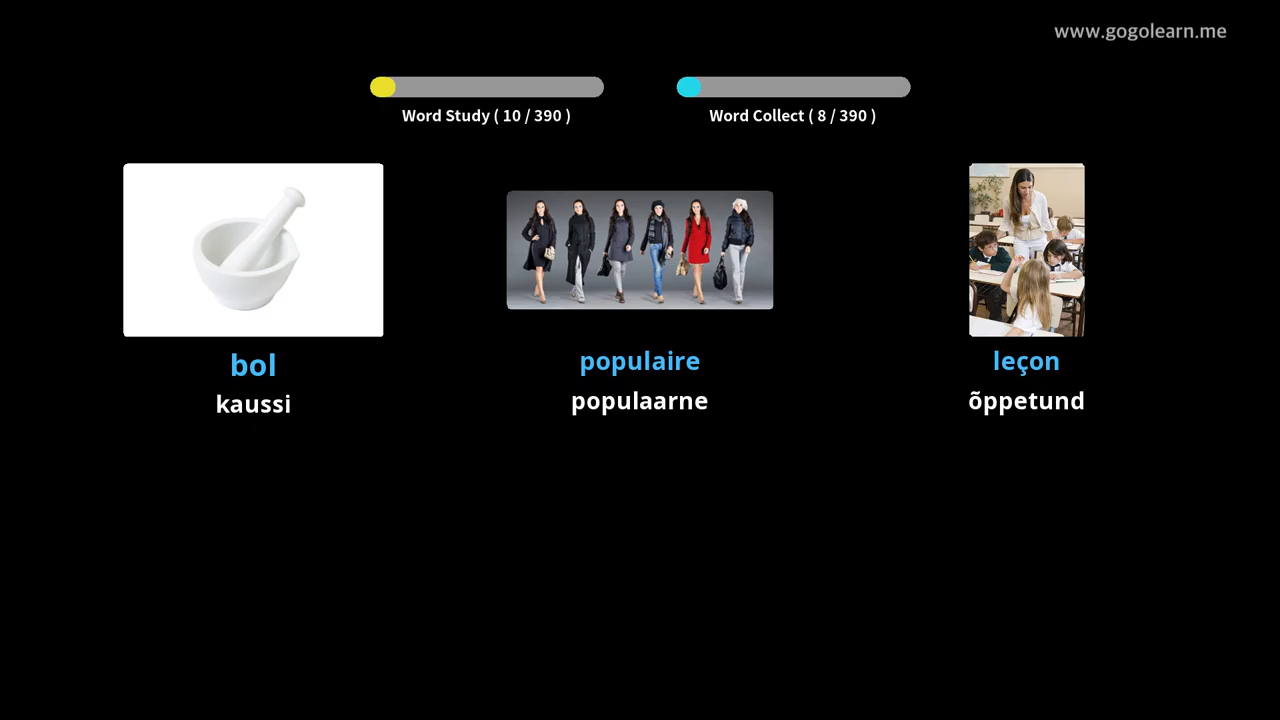 www.gogolearn.me
Word Study ( 10 / 390 )
Word Collect ( 8 / 390 )
bol
kaussi
populaire
populaarne
leçon
õppetund